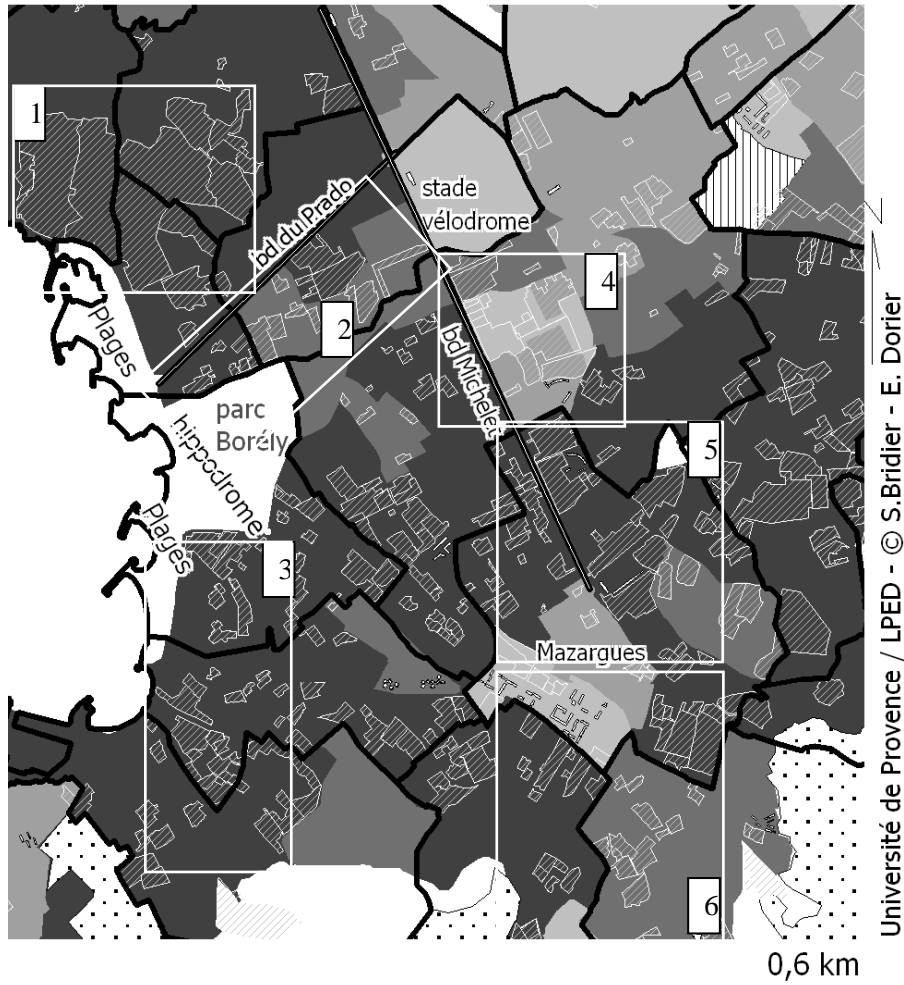 1
stade
vélodrome
bd du Prado
4
2
Plages
bd Michelet
parc
Borély
hippodrome
5
Plages
3
Mazargues
6
Université de Provence / LPED - © S.Bridier - E. Dorier
0,6 km